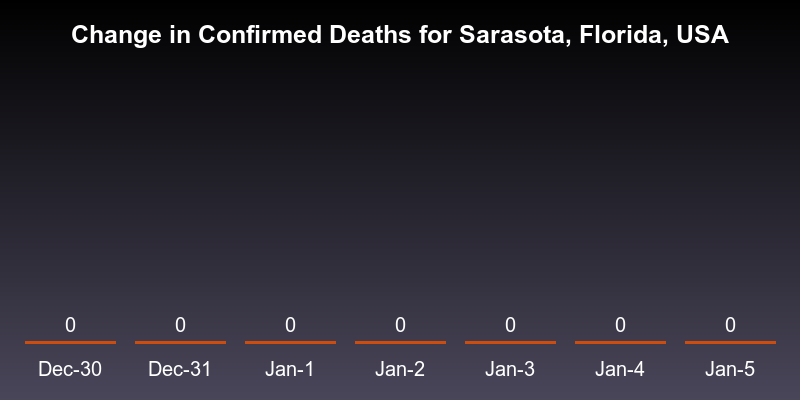 Change in Confirmed Deaths for Sarasota, Florida, USA
0 0 0 0 0 0 0
Dec-30 Dec-31 Jan-1 Jan-2 Jan-3 Jan-4 Jan-5